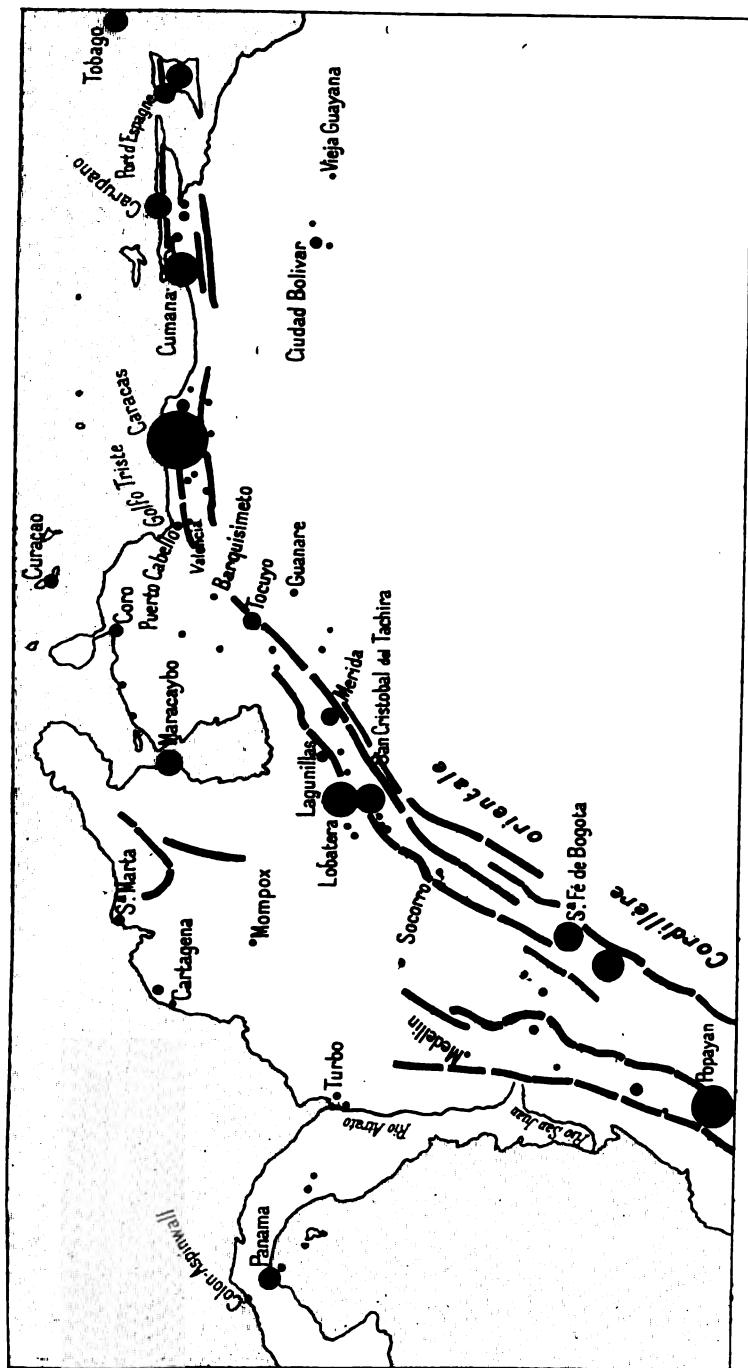 Tobago
Port d'Espagne
Carupano
Cumana
Vieja Guayana
Ciudad Bolivar
Caracas
Golfo Triste
Curaçao
Coro
Puerto Cabello
Valencia
Barquisimeto
Tocuyo
Guanare
Maracaybo
Merida
San Cristobal del Tachira
Lagunillas
Lobatera
Sᵃ Marta
Cartagena
Mompox
Socorro
Cordillère
orientale
Sᵃ. Fé de Bogota
Turbo
Medellin
Rio Atrato
Rio San Juan
Popayan
Panama
Colon-Aspinwall